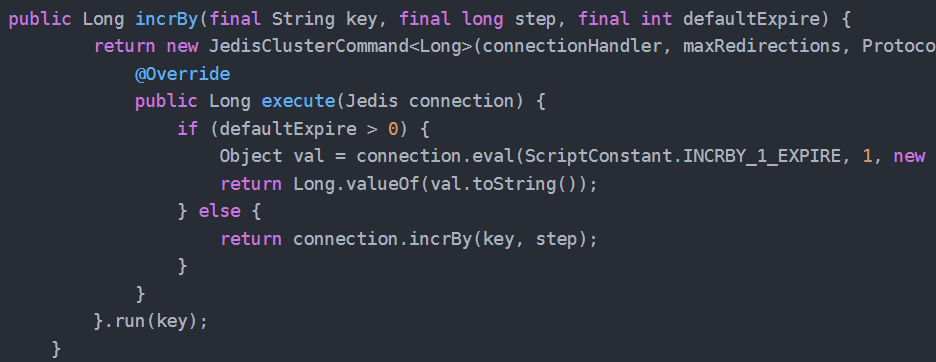 public Long incrBy(final String key, final long step, final int defaultExpire) {
        return new JedisClusterCommand<Long>(connectionHandler, maxRedirections, Protoco
            @Override
            public Long execute(Jedis connection) {
                if (defaultExpire > 0) {
                    Object val = connection.eval(ScriptConstant.INCRBY_1_EXPIRE, 1, new
                    return Long.valueOf(val.toString());
                } else {
                    return connection.incrBy(key, step);
                }
            }
        }.run(key);
    }